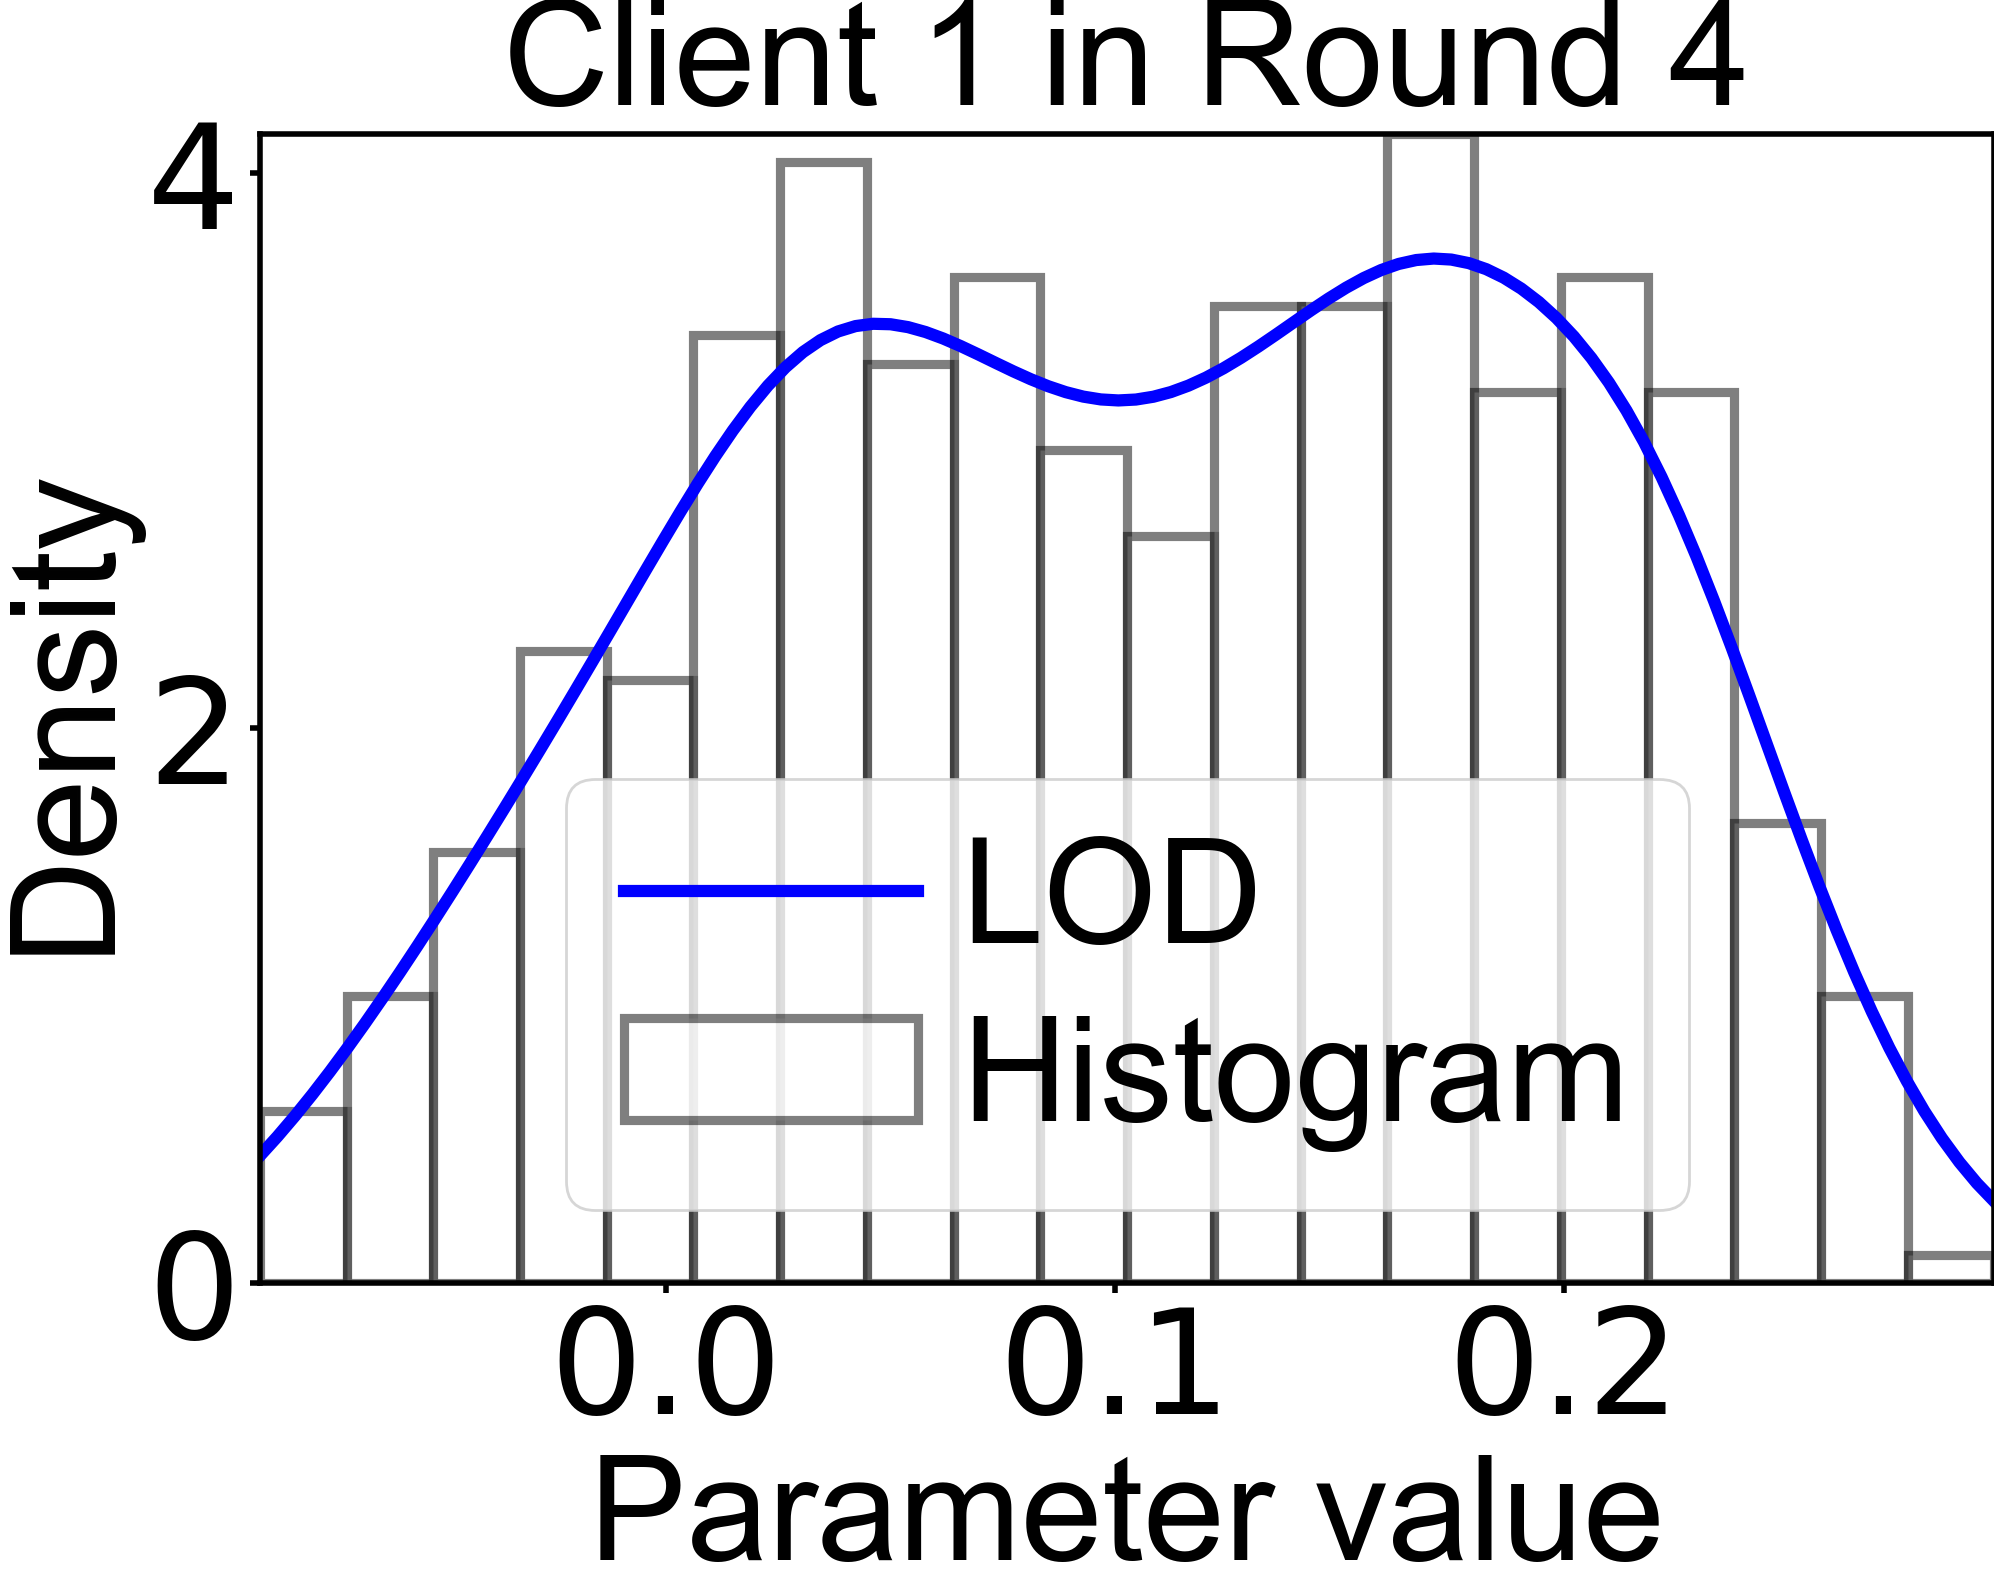 Client 1 in Round 4
Density
4
2
0
LOD
Histogram
0.0 0.1 0.2
Parameter value